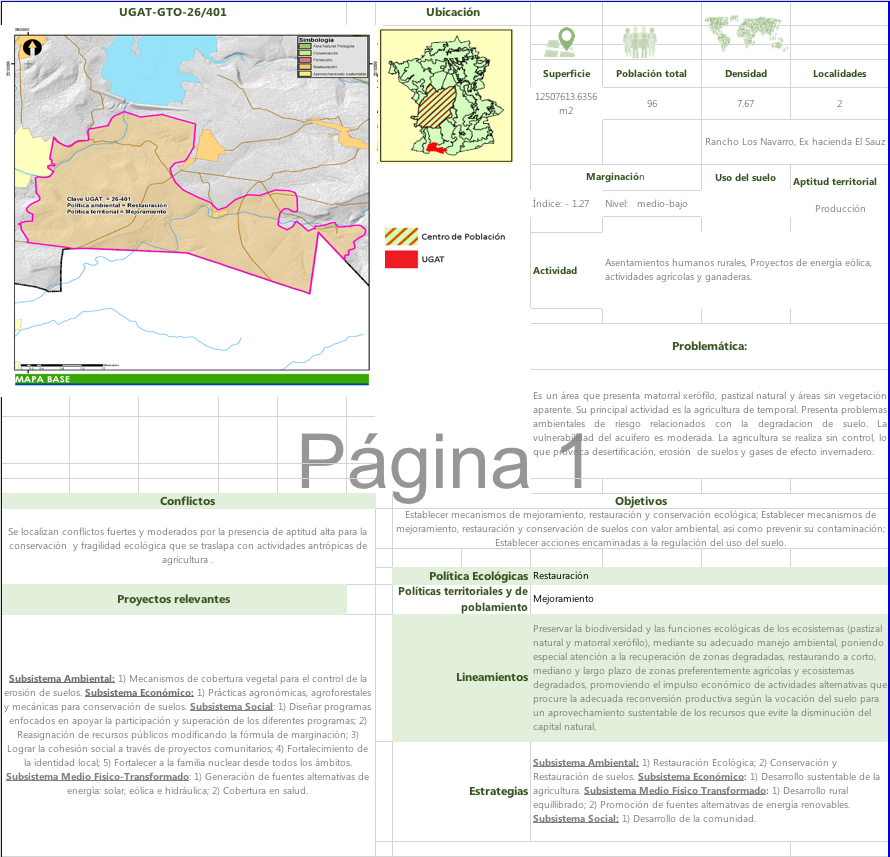 UGAT-GTO-26/401
Ubicación
Simbología
Área Natural Protegida
Conservación
Protección
Restauración
Aprovechamiento sustentable
Clave UGAT = 26-401
Política ambiental = Restauración
Política territorial = Mejoramiento
MAPA BASE
Centro de Población
UGAT
Superficie
Población total
Densidad
Localidades
12507613.6356
m2
96
7.67
2
Rancho Los Navarro, Ex hacienda El Sauz
Marginación
Uso del suelo
Aptitud territorial
Índice: - 1.27
Nivel: medio-bajo
Producción
Actividad
Asentamientos humanos rurales, Proyectos de energía eólica,
actividades agrícolas y ganaderas.
Problemática:
Es un área que presenta matorral xerófilo, pastizal natural y áreas sin vegetación
aparente. Su principal actividad es la agricultura de temporal. Presenta problemas
ambientales de riesgo relacionados con la degradacion de suelo. La
vulnerabilidad del acuífero es moderada. La agricultura se realiza sin control, lo
que provoca desertificación, erosión de suelos y gases de efecto invernadero.
Página 1
Conflictos
Se localizan conflictos fuertes y moderados por la presencia de aptitud alta para la
conservación y fragilidad ecológica que se traslapa con actividades antrópicas de
agricultura .
Objetivos
Establecer mecanismos de mejoramiento, restauración y conservación ecológica; Establecer mecanismos de
mejoramiento, restauración y conservación de suelos con valor ambiental, asi como prevenir su contaminación;
Establecer acciones encaminadas a la regulación del uso del suelo.
Política Ecológicas
Restauración
Políticas territoriales y de
poblamiento
Mejoramiento
Proyectos relevantes
Subsistema Ambiental: 1) Mecanismos de cobertura vegetal para el control de la
erosión de suelos. Subsistema Económico: 1) Prácticas agronómicas, agroforestales
y mecánicas para conservación de suelos. Subsistema Social: 1) Diseñar programas
enfocados en apoyar la participación y superación de los diferentes programas; 2)
Reasignación de recursos públicos modificando la fórmula de marginación; 3)
Lograr la cohesión social a través de proyectos comunitarios; 4) Fortalecimiento de
la identidad local; 5) Fortalecer a la familia nuclear desde todos los ámbitos.
Subsistema Medio Fisico-Transformado: 1) Generación de fuentes alternativas de
energia: solar, eólica e hidráulica; 2) Cobertura en salud.
Lineamientos
Preservar la biodiversidad y las funciones ecológicas de los ecosistemas (pastizal
natural y matorral xerófilo), mediante su adecuado manejo ambiental, poniendo
especial atención a la recuperación de zonas degradadas, restaurando a corto,
mediano y largo plazo de zonas preferentemente agrícolas y ecosistemas
degradados, promoviendo el impulso económico de actividades alternativas que
procure la adecuada reconversión productiva según la vocación del suelo para
un aprovechamiento sustentable de los recursos que evite la disminución del
capital natural.
Estrategias
Subsistema Ambiental: 1) Restauración Ecológica; 2) Conservación y
Restauración de suelos. Subsistema Económico: 1) Desarrollo sustentable de la
agricultura. Subsistema Medio Físico Transformado: 1) Desarrollo rural
equillibrado; 2) Promoción de fuentes alternativas de energía renovables.
Subsistema Social: 1) Desarrollo de la comunidad.